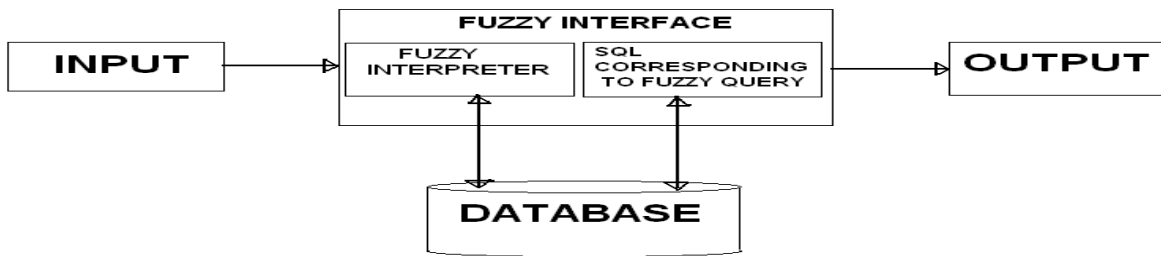 FUZZY INTERFACE
INPUT
FUZZY
INTERPRETER
SQL
CORRESPONDING
TO FUZZY QUERY
OUTPUT
DATABASE